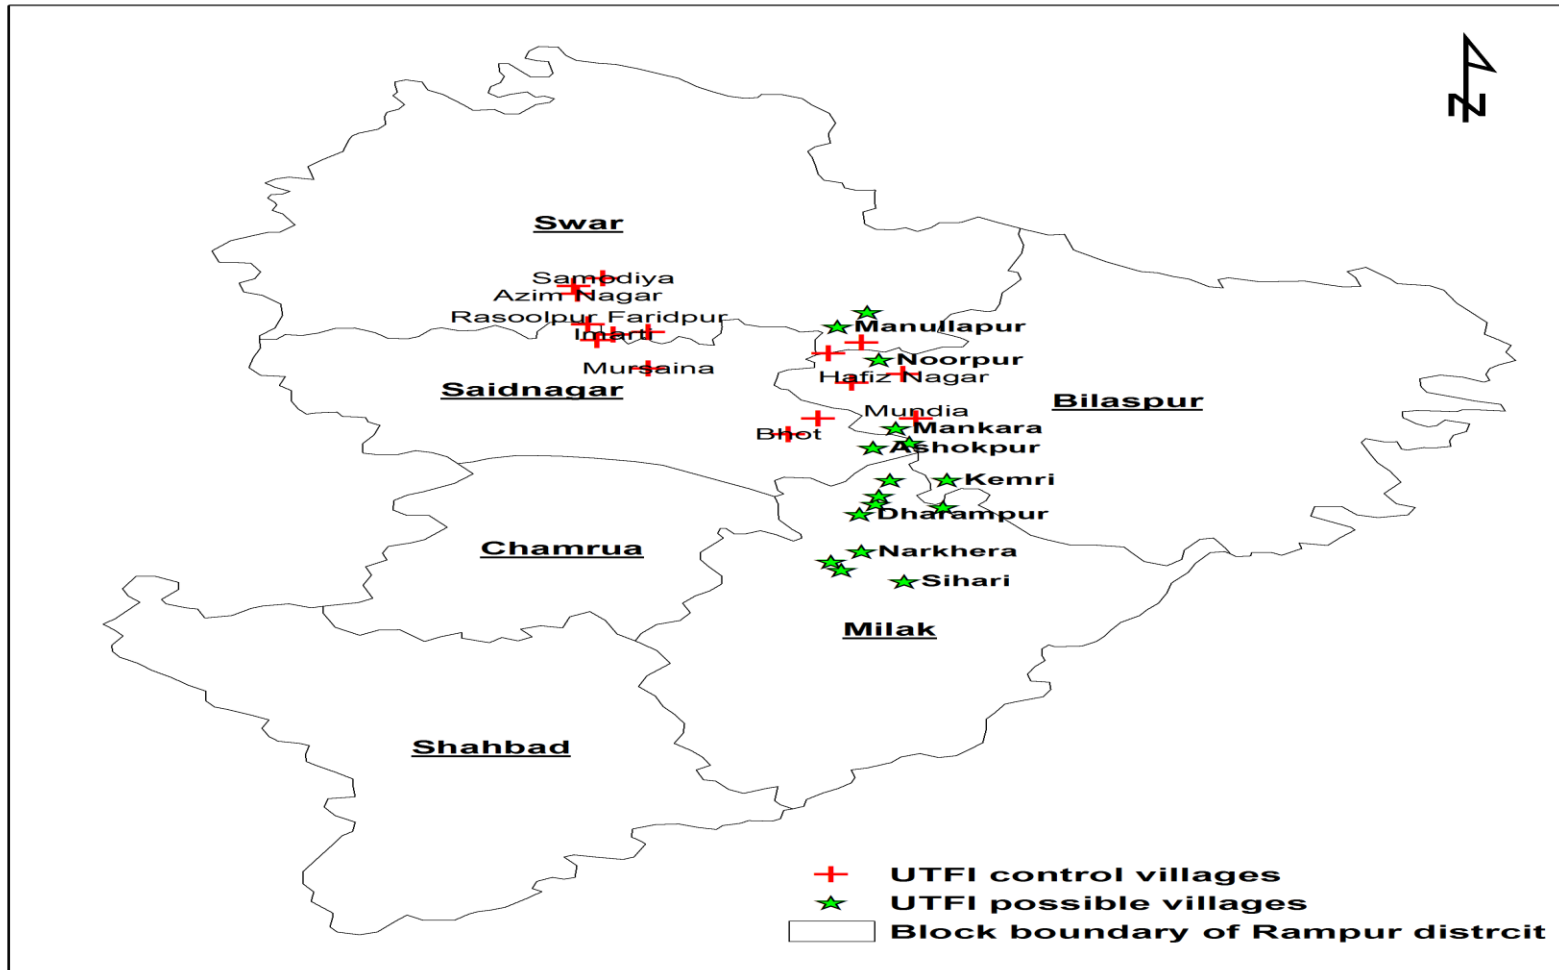 N
Swar
Samodiya
Azim Nagar
Rasoolpur Faridpur
Manullapur
Imarti
Noorpur
Mursaina
Hafiz Nagar
Saidnagar
Bilaspur
Mundia
Mankara
Bhot
Ashokpur
Kemri
Dharampur
Chamrua
Narkhera
Sihari
Milak
Shahbad
UTFI control villages
UTFI possible villages
Block boundary of Rampur distrcit